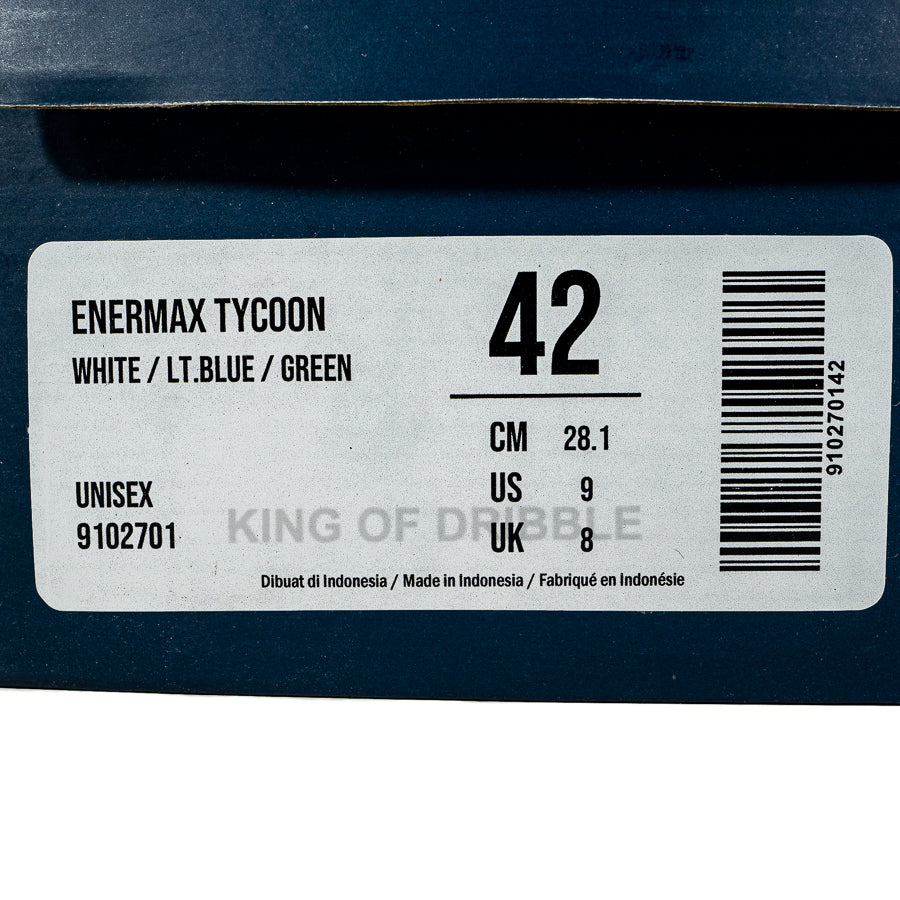 ENERMAX TYCOON
WHITE / LT.BLUE / GREEN
UNISEX
9102701
42
CM 28.1
US 9
UK 8
KING OF DRIBBLE
Dibuat di Indonesia / Made in Indonesia / Fabriqué en Indonésie
910270142